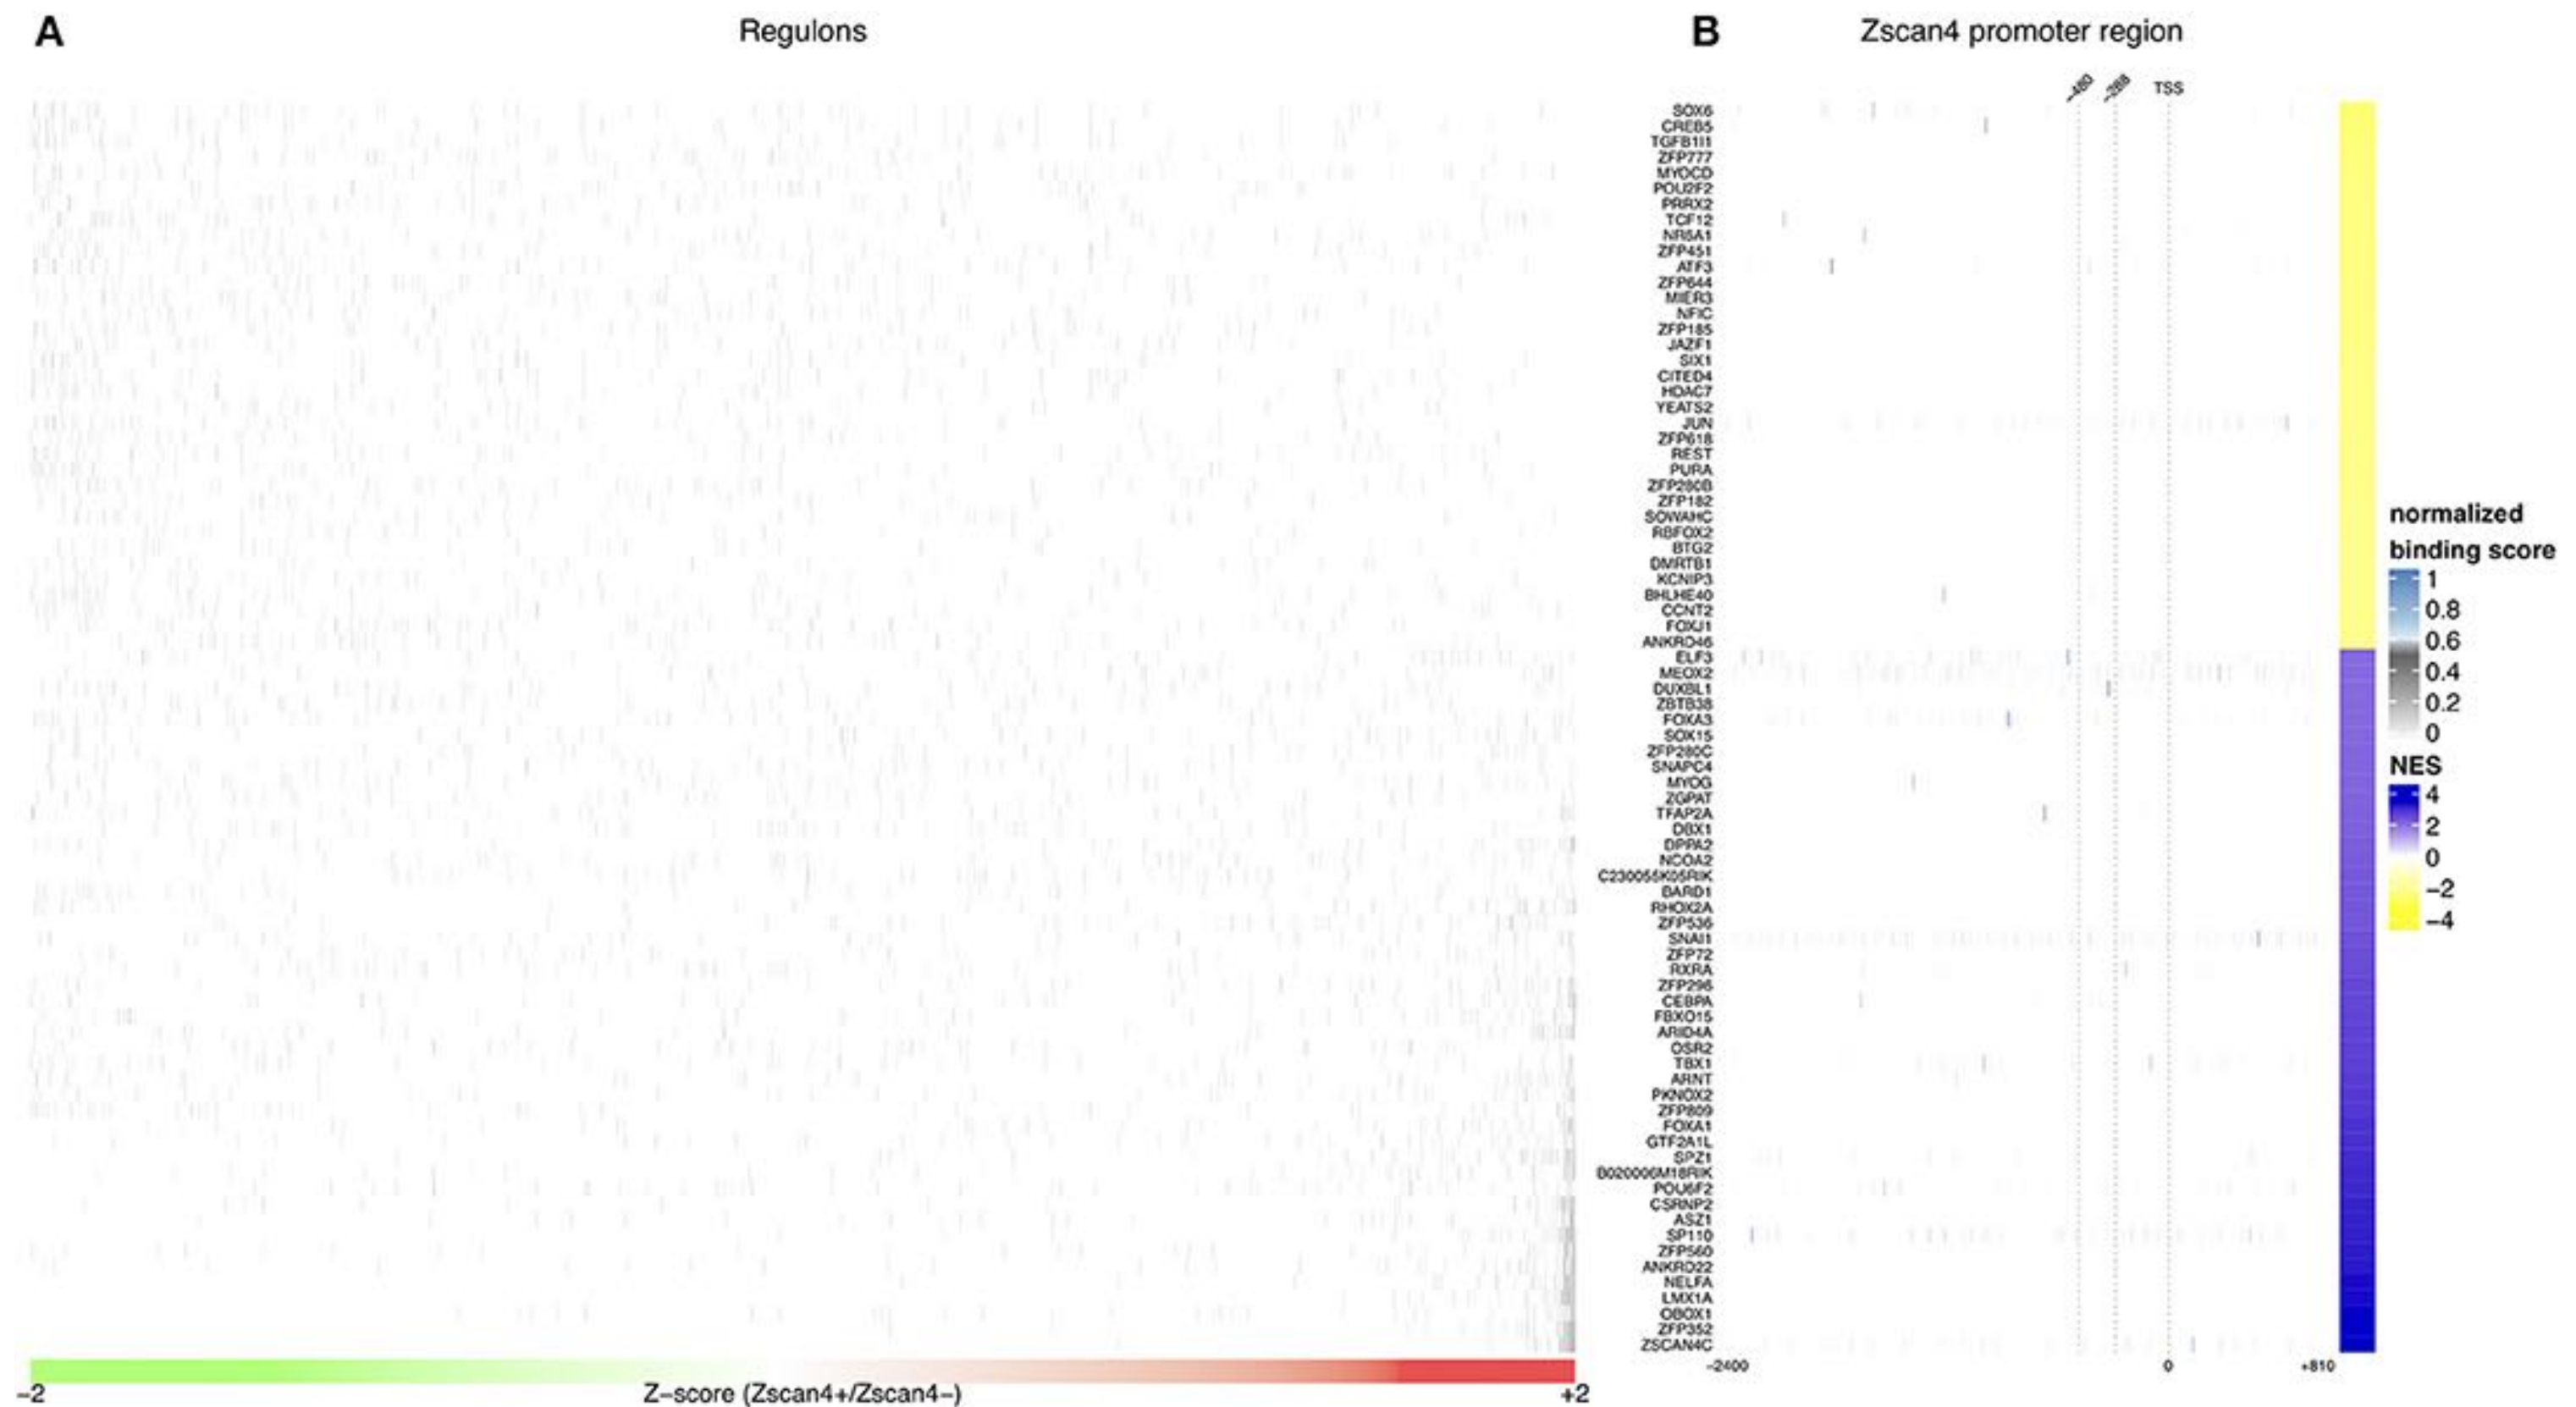 A
Regulons
B
Zscan4 promoter region
-480
-288
TSS
SOX6
CREB5
TGFB1I1
ZFP777
MYOCD
POU2F2
PRRX2
TCF12
NR5A1
ZFP451
ATF3
ZFP644
MIER3
NFIC
ZFP185
JAZF1
SIX1
CITED4
HDAC7
YEATS2
JUN
ZFP618
REST
PURA
ZFP280B
ZFP182
SOWAHC
RBFOX2
BTG2
DMRTB1
KCNIP3
BHLHE40
CCNT2
FOXJ1
ANKRD46
ELF3
MEOX2
DUXBL1
ZBTB38
FOXA3
SOX15
ZFP280C
SNAPC4
MYOG
ZGPAT
TFAP2A
DBX1
DPPA2
NCOA2
C230055K05RIK
BARD1
RHOX2A
ZFP536
SNAI1
ZFP72
RXRA
ZFP296
CEBPA
FBXO15
ARID4A
OSR2
TBX1
ARNT
PKNOX2
ZFP809
FOXA1
GTF2A1L
SPZ1
B020006M18RIK
POU6F2
CSRNP2
ASZ1
SP110
ZFP560
ANKRD22
NELFA
LMX1A
OBOX1
ZFP352
ZSCAN4C
-2400
0
+810
-2
Z-score (Zscan4+/Zscan4-)
+2
normalized
binding score
1
0.8
0.6
0.4
0.2
0
NES
4
2
0
-2
-4